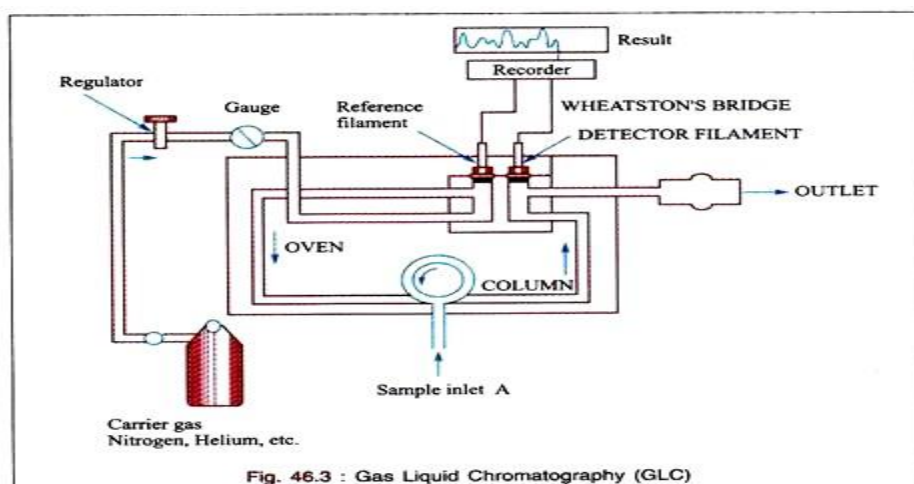 Result
Recorder
Regulator
Gauge
Reference
filament
WHEATSTON'S BRIDGE
DETECTOR FILAMENT
OUTLET
OVEN
COLUMN
Sample inlet A
Carrier gas
Nitrogen, Helium, etc.
Fig. 46.3 : Gas Liquid Chromatography (GLC)